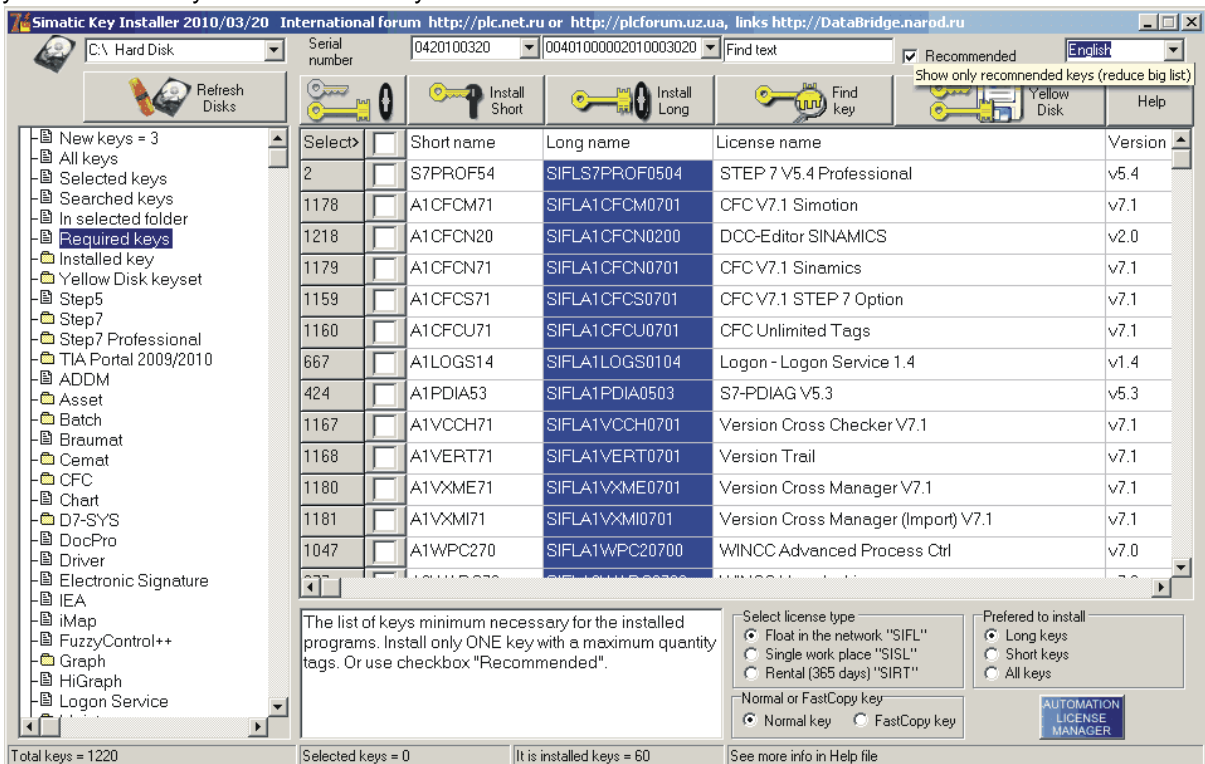 Simatic Key Installer 2010/03/20 International forum http://plc.net.ru or http://plcforum.uz.ua, links http://DataBridge.narod.ru
C:\ Hard Disk
Serial number
0420100320
00401000002010003020
Find text
Recommended
English
Show only recomnended keys (reduce big list)
Refresh Disks
Install Short
Install Long
Find key
Yellow Disk
Help
New keys = 3
All keys
Selected keys
Searched keys
In selected folder
Required keys
Installed key
Yellow Disk keyset
Step5
Step7
Step7 Professional
TIA Portal 2009/2010
ADDM
Asset
Batch
Braumat
Cemat
CFC
Chart
D7-SYS
DocPro
Driver
Electronic Signature
IEA
iMap
FuzzyControl++
Graph
HiGraph
Logon Service
Select> Short name Long name License name Version
2 S7PROF54 SIFLS7PROF0504 STEP 7 V5.4 Professional v5.4
1178 A1CFCM71 SIFLA1CFCM0701 CFC V7.1 Simotion v7.1
1218 A1CFCN20 SIFLA1CFCN0200 DCC-Editor SINAMICS v2.0
1179 A1CFCN71 SIFLA1CFCN0701 CFC V7.1 Sinamics v7.1
1159 A1CFCS71 SIFLA1CFCS0701 CFC V7.1 STEP 7 Option v7.1
1160 A1CFCU71 SIFLA1CFCU0701 CFC Unlimited Tags v7.1
667 A1LOGS14 SIFLA1LOGS0104 Logon - Logon Service 1.4 v1.4
424 A1PDIA53 SIFLA1PDIA0503 S7-PDIAG V5.3 v5.3
1167 A1VCCH71 SIFLA1VCCH0701 Version Cross Checker V7.1 v7.1
1168 A1VERT71 SIFLA1VERT0701 Version Trail v7.1
1180 A1VXME71 SIFLA1VXME0701 Version Cross Manager V7.1 v7.1
1181 A1VXMI71 SIFLA1VXMI0701 Version Cross Manager (Import) V7.1 v7.1
1047 A1WPC270 SIFLA1WPC20700 WINCC Advanced Process Ctrl v7.0
The list of keys minimum necessary for the installed
programs. Install only ONE key with a maximum quantity
tags. Or use checkbox "Recommended".
Select license type
Float in the network "SIFL"
Single work place "SISL"
Rental (365 days) "SIRT"
Normal or FastCopy key
Normal key FastCopy key
Prefered to install
Long keys
Short keys
All keys
AUTOMATION
LICENSE
MANAGER
Total keys = 1220 Selected keys = 0 It is installed keys = 60 See more info in Help file